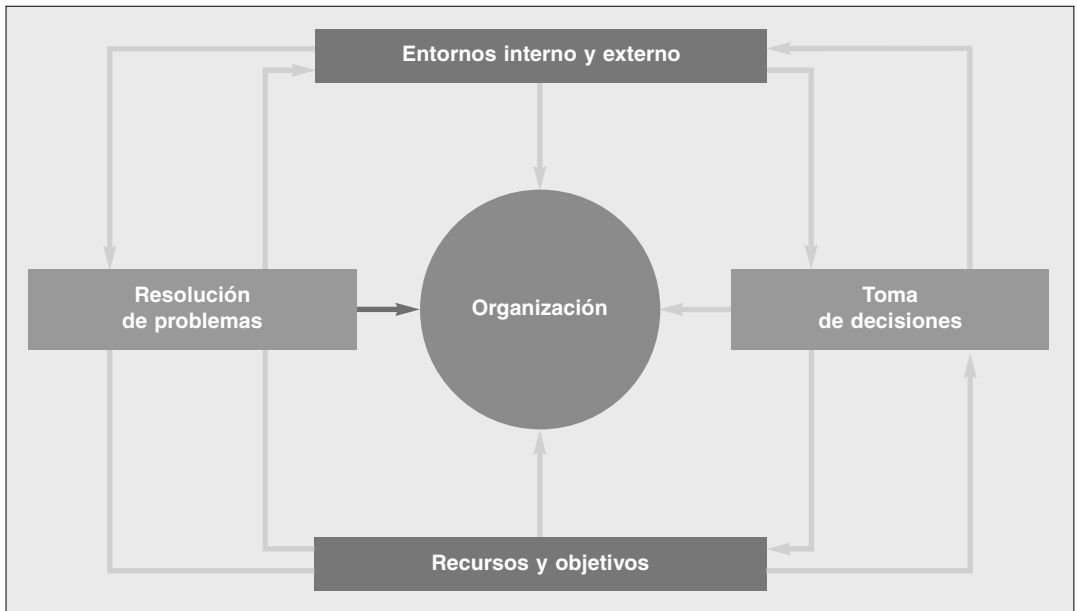 Entornos interno y externo
Resolución
de problemas
Organización
Toma
de decisiones
Recursos y objetivos